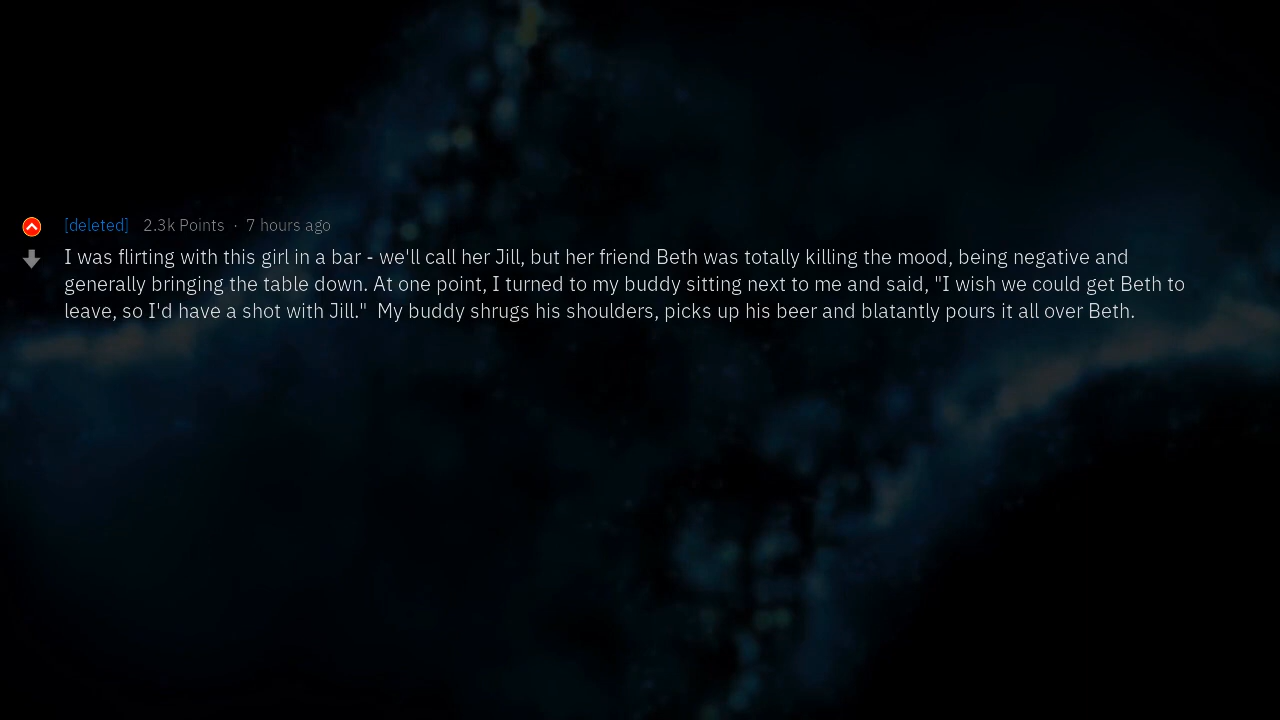 [deleted] 2.3k Points · 7 hours ago
I was flirting with this girl in a bar - we'll call her Jill, but her friend Beth was totally killing the mood, being negative and
generally bringing the table down. At one point, I turned to my buddy sitting next to me and said, "I wish we could get Beth to
leave, so I'd have a shot with Jill."  My buddy shrugs his shoulders, picks up his beer and blatantly pours it all over Beth.